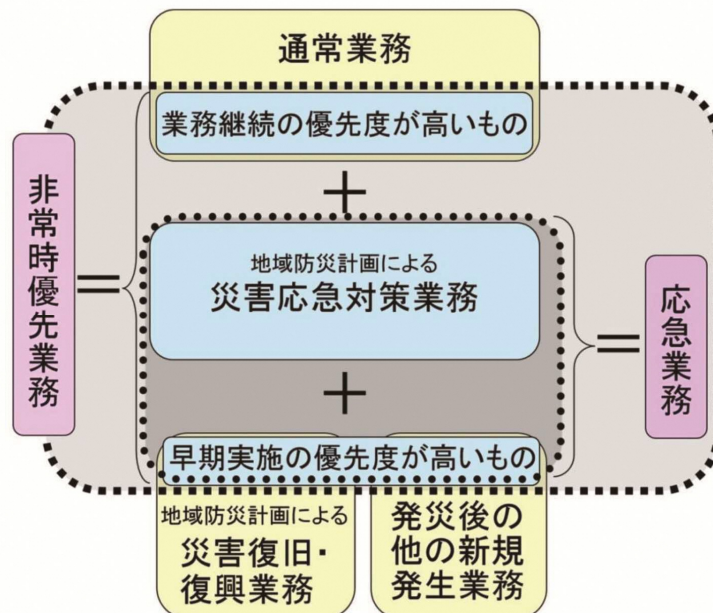 通常業務
業務継続の優先度が高いもの
＋
非常時優先業務
＝
地域防災計画による
災害応急対策業務
＝
応急業務
＋
早期実施の優先度が高いもの
地域防災計画による
災害復旧・
復興業務
発災後の
他の新規
発生業務